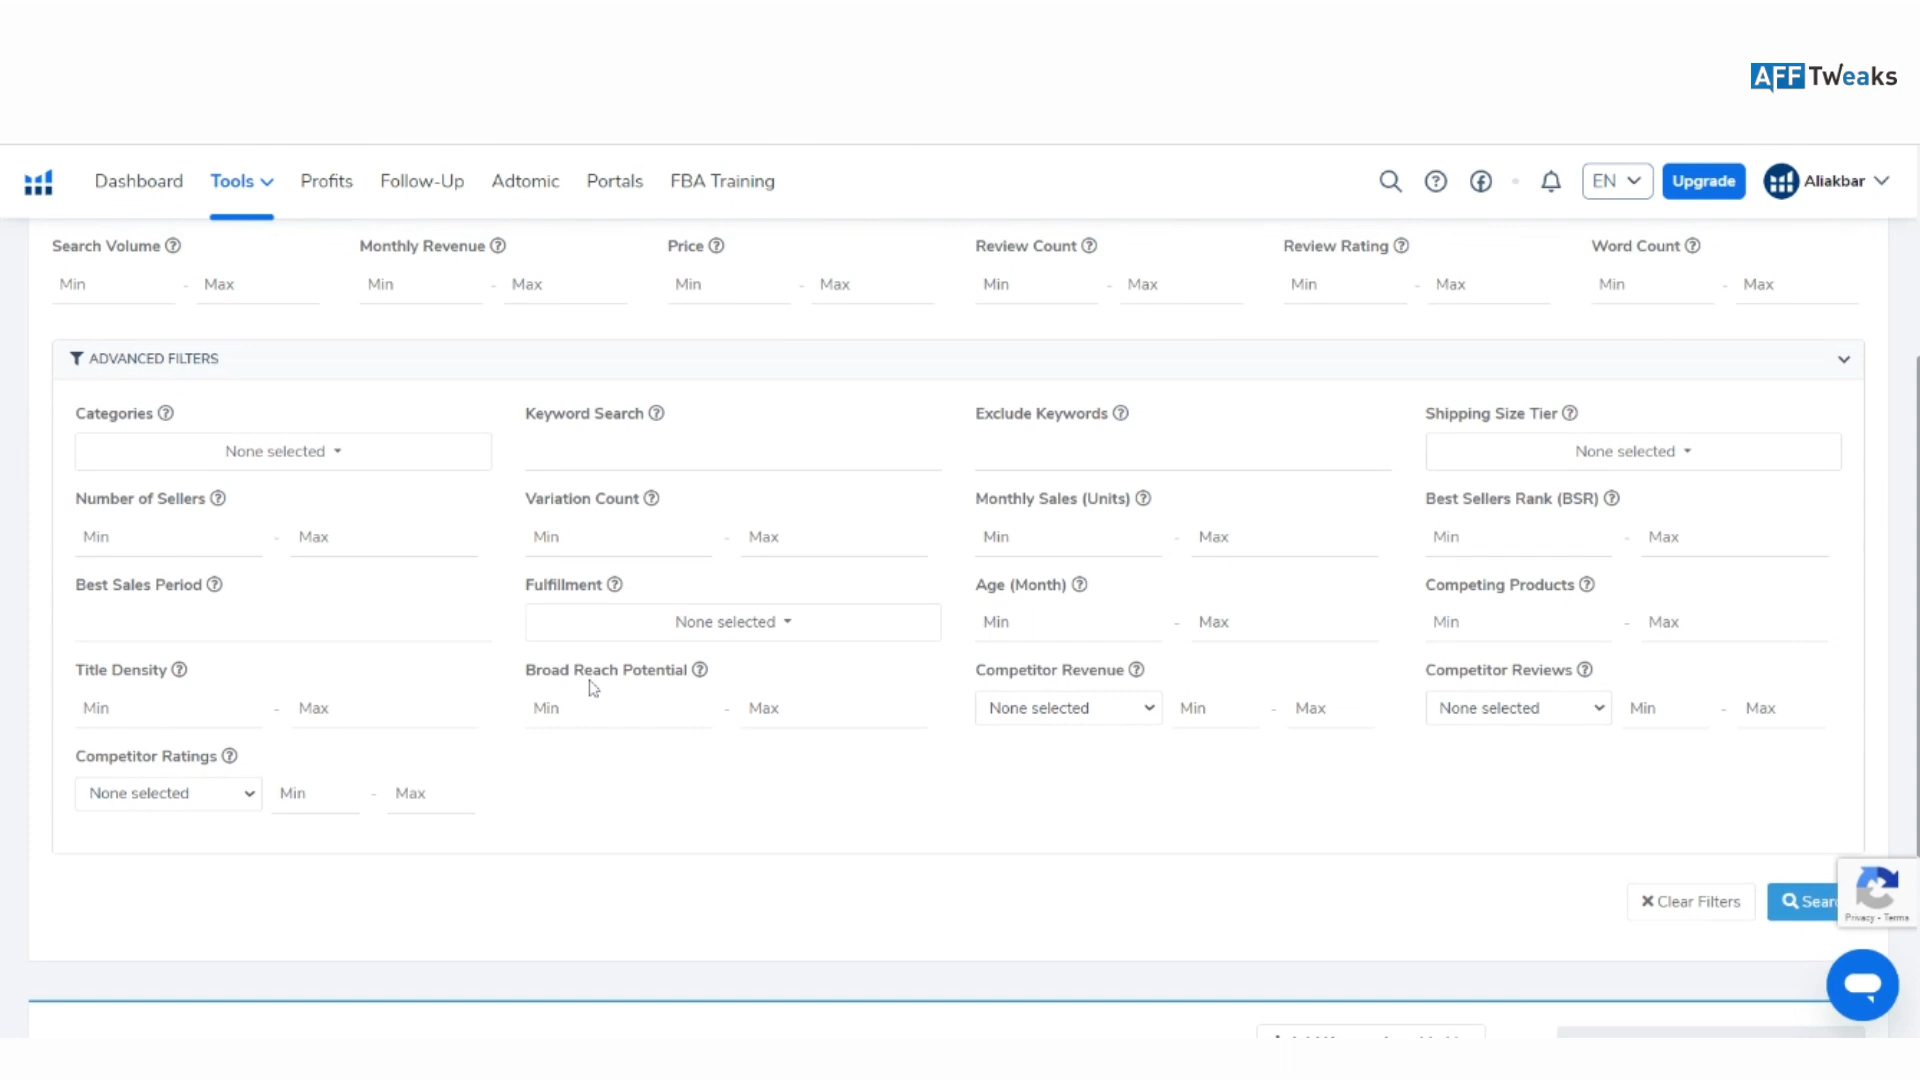 AFF Tweaks
Dashboard Tools Profits Follow-Up Adtomic Portals FBA Training EN Upgrade Aliakbar
Search Volume Monthly Revenue Price Review Count Review Rating Word Count
Min - Max Min - Max Min - Max Min - Max Min - Max Min - Max
ADVANCED FILTERS
Categories Keyword Search Exclude Keywords Shipping Size Tier
None selected None selected
Number of Sellers Variation Count Monthly Sales (Units) Best Sellers Rank (BSR)
Min - Max Min - Max Min - Max Min - Max
Best Sales Period Fulfillment Age (Month) Competing Products
None selected Min - Max Min - Max
Title Density Broad Reach Potential Competitor Revenue Competitor Reviews
Min - Max Min - Max None selected Min - Max None selected Min - Max
Competitor Ratings
None selected Min - Max
Clear Filters Sear
Privacy - Terms